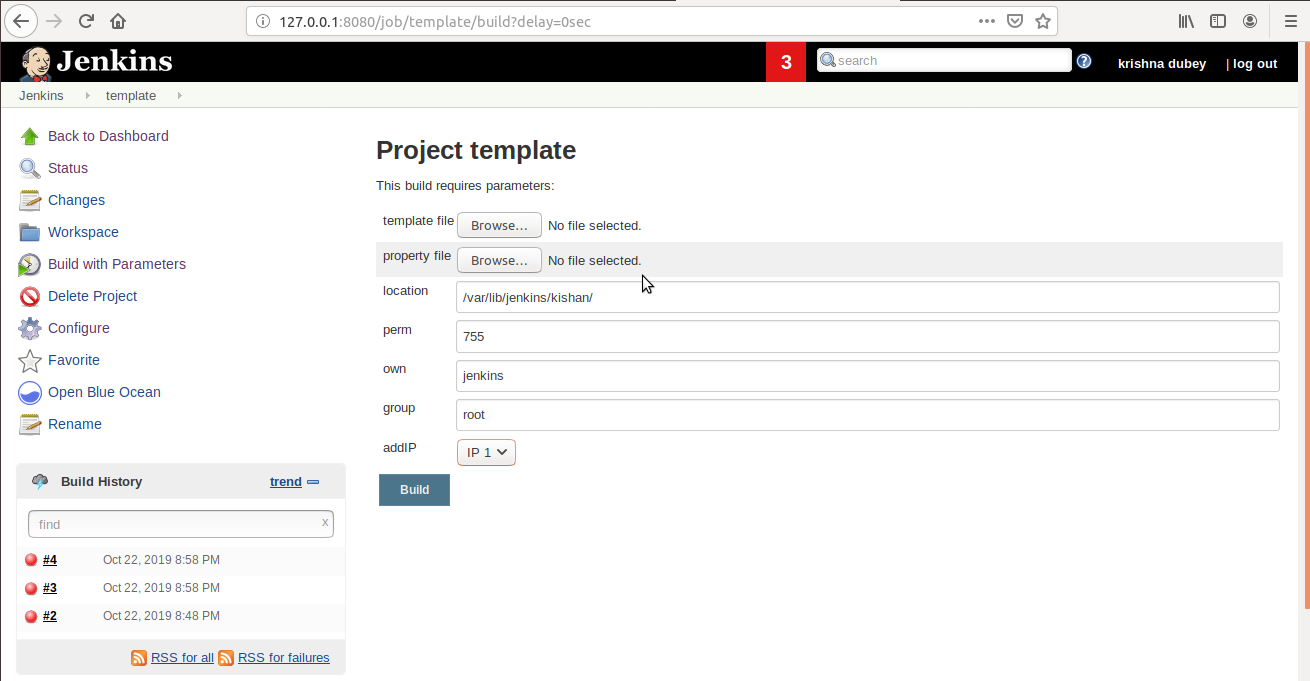 127.0.0.1:8080/job/template/build?delay=0sec
Jenkins
3
search
krishna dubey
| log out
Jenkins
template
Back to Dashboard
Status
Changes
Workspace
Build with Parameters
Delete Project
Configure
Favorite
Open Blue Ocean
Rename
Build History
trend
find
x
#4 Oct 22, 2019 8:58 PM
#3 Oct 22, 2019 8:58 PM
#2 Oct 22, 2019 8:48 PM
RSS for all RSS for failures
Project template
This build requires parameters:
template file Browse... No file selected.
property file Browse... No file selected.
location /var/lib/jenkins/kishan/
perm 755
own jenkins
group root
addIP IP 1
Build